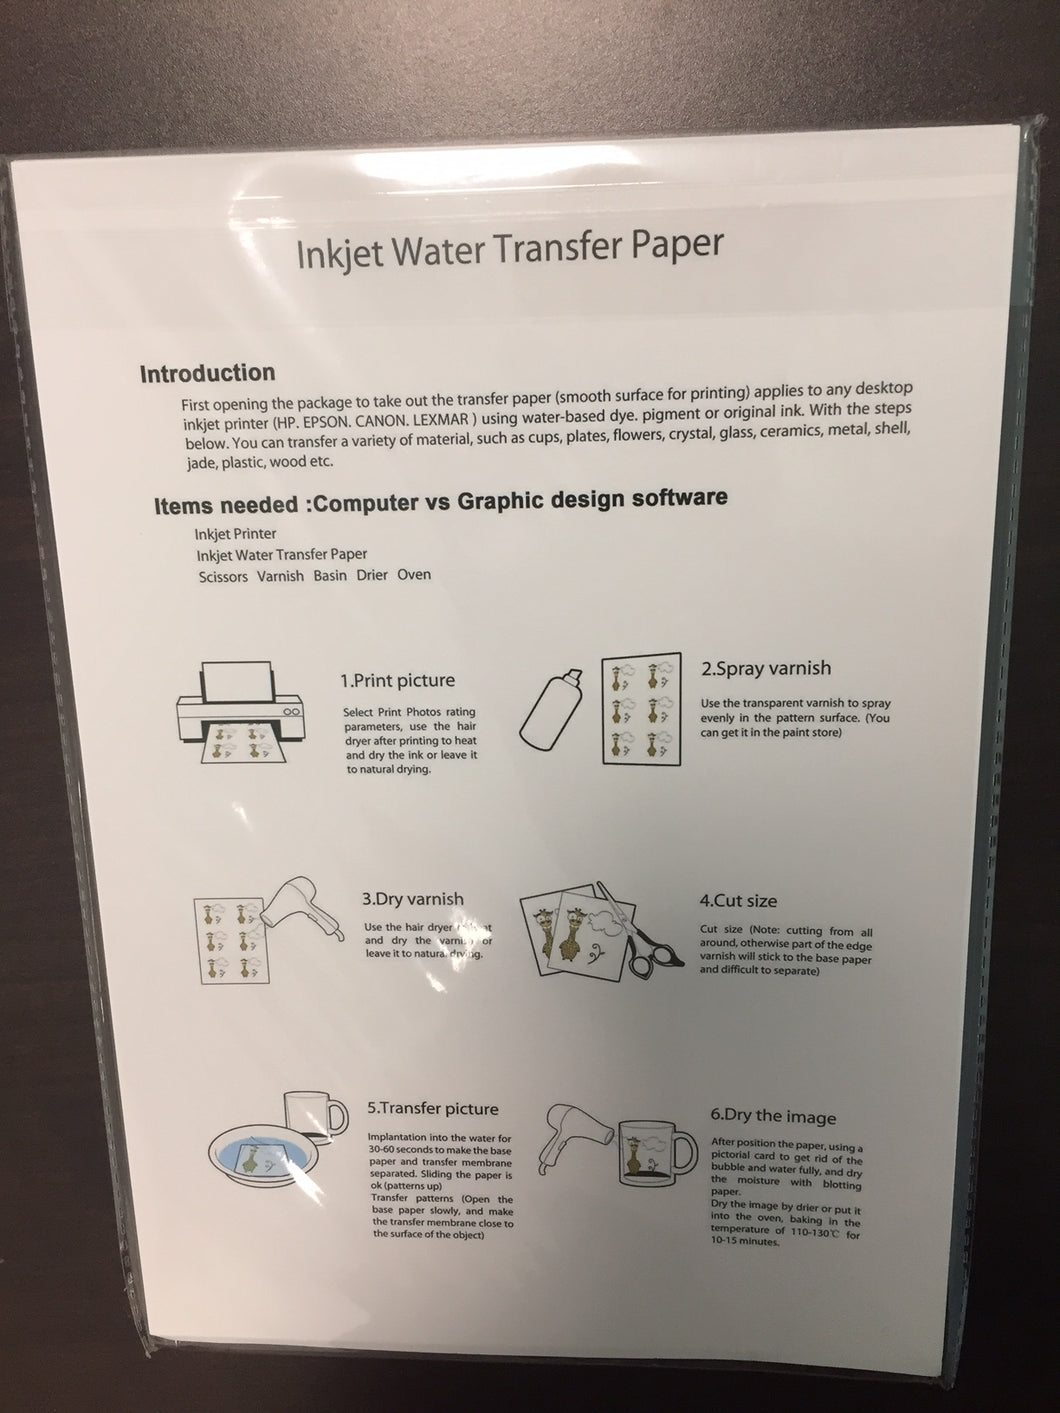 Inkjet Water Transfer Paper
Introduction
First opening the package to take out the transfer paper (smooth surface for printing) applies to any desktop
inkjet printer (HP. EPSON. CANON. LEXMAR ) using water-based dye. pigment or original ink. With the steps
below. You can transfer a variety of material, such as cups, plates, flowers, crystal, glass, ceramics, metal, shell,
jade, plastic, wood etc.
Items needed :Computer vs Graphic design software
Inkjet Printer
Inkjet Water Transfer Paper
Scissors Varnish Basin Drier Oven
1.Print picture
Select Print Photos rating
parameters, use the hair
dryer after printing to heat
and dry the ink or leave it
to natural drying.
2.Spray varnish
Use the transparent varnish to spray
evenly in the pattern surface. (You
can get it in the paint store)
3.Dry varnish
Use the hair dryer
and dry the varnish or
leave it to natural drying.
4.Cut size
Cut size (Note: cutting from all
around, otherwise part of the edge
varnish will stick to the base paper
and difficult to separate)
5.Transfer picture
Implantation into the water for
30-60 seconds to make the base
paper and transfer membrane
separated. Sliding the paper is
ok (patterns up)
Transfer patterns (Open the
base paper slowly, and make
the transfer membrane close to
the surface of the object)
6.Dry the image
After position the paper, using a
pictorial card to get rid of the
bubble and water fully, and dry
the moisture with blotting
paper.
Dry the image by drier or put it
into the oven, baking in the
temperature of 110-130℃ for
10-15 minutes.